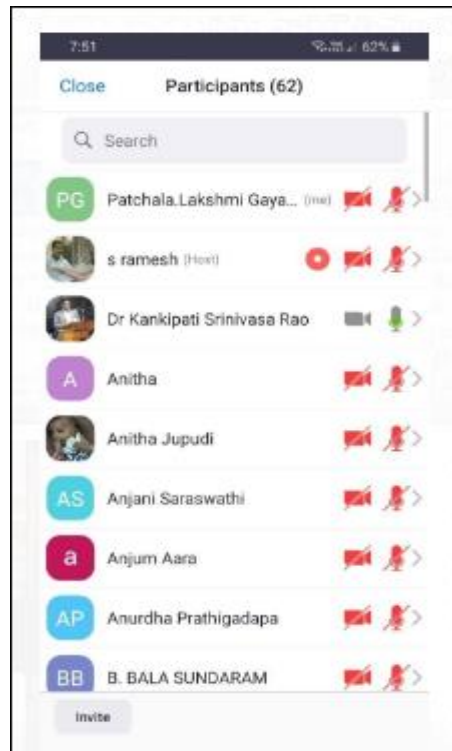 7:51 62%
Close Participants (62)
Search
PG Patchala.Lakshmi Gaya... (me)
s ramesh (Host)
Dr Kankipati Srinivasa Rao
A Anitha
Anitha Jupudi
AS Anjani Saraswathi
a Anjum Aara
AP Anurdha Prathigadapa
BB B. BALA SUNDARAM
Invite